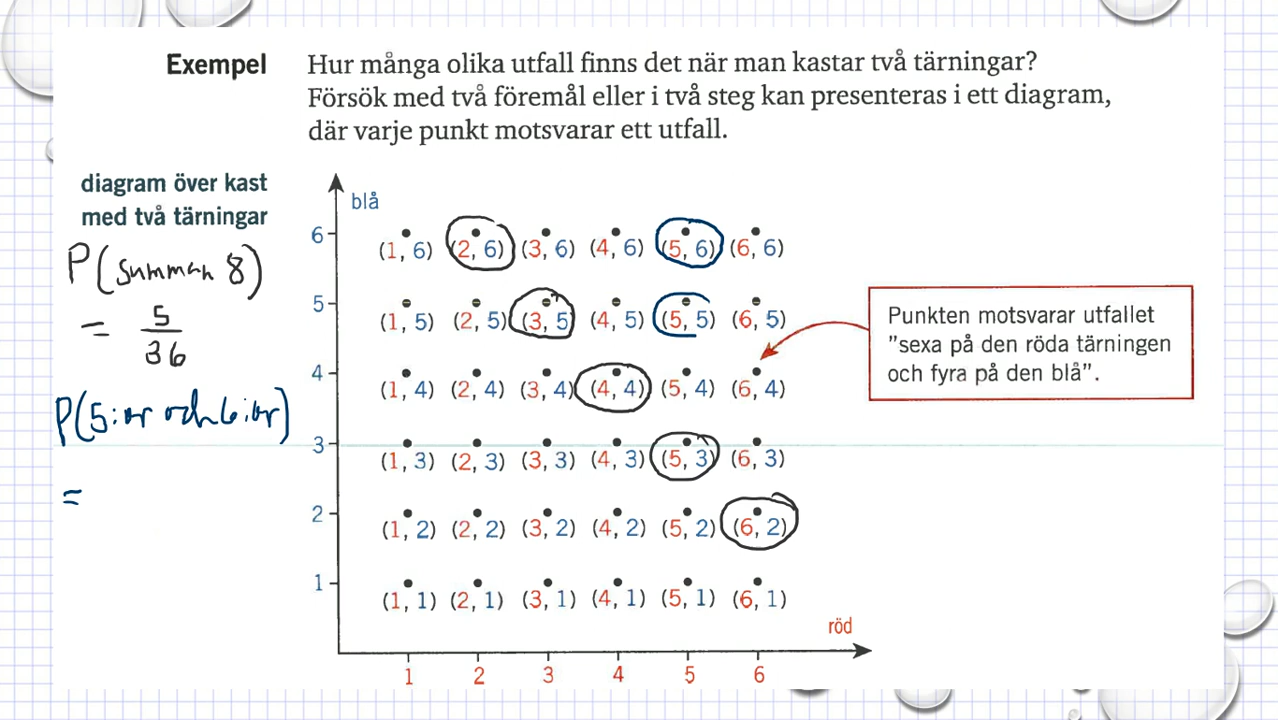 Exempel
Hur många olika utfall finns det när man kastar två tärningar?
Försök med två föremål eller i två steg kan presenteras i ett diagram,
där varje punkt motsvarar ett utfall.
diagram över kast
med två tärningar
P(summan 8)
= 5/36
P(5:or och 6:or)
=
blå
6 (1, 6) (2, 6) (3, 6) (4, 6) (5, 6) (6, 6)
5 (1, 5) (2, 5) (3, 5) (4, 5) (5, 5) (6, 5)
4 (1, 4) (2, 4) (3, 4) (4, 4) (5, 4) (6, 4)
3 (1, 3) (2, 3) (3, 3) (4, 3) (5, 3) (6, 3)
2 (1, 2) (2, 2) (3, 2) (4, 2) (5, 2) (6, 2)
1 (1, 1) (2, 1) (3, 1) (4, 1) (5, 1) (6, 1)
röd
1 2 3 4 5 6
Punkten motsvarar utfallet
"sexa på den röda tärningen
och fyra på den blå".